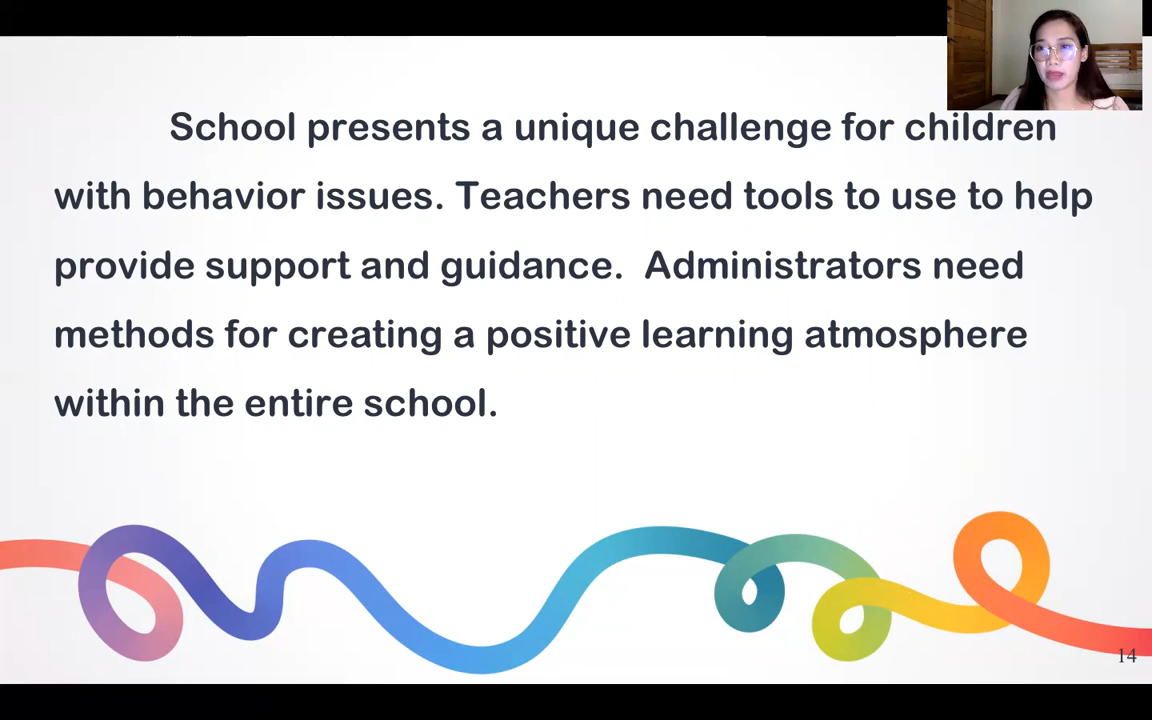 School presents a unique challenge for children
with behavior issues. Teachers need tools to use to help
provide support and guidance.  Administrators need
methods for creating a positive learning atmosphere
within the entire school.
14